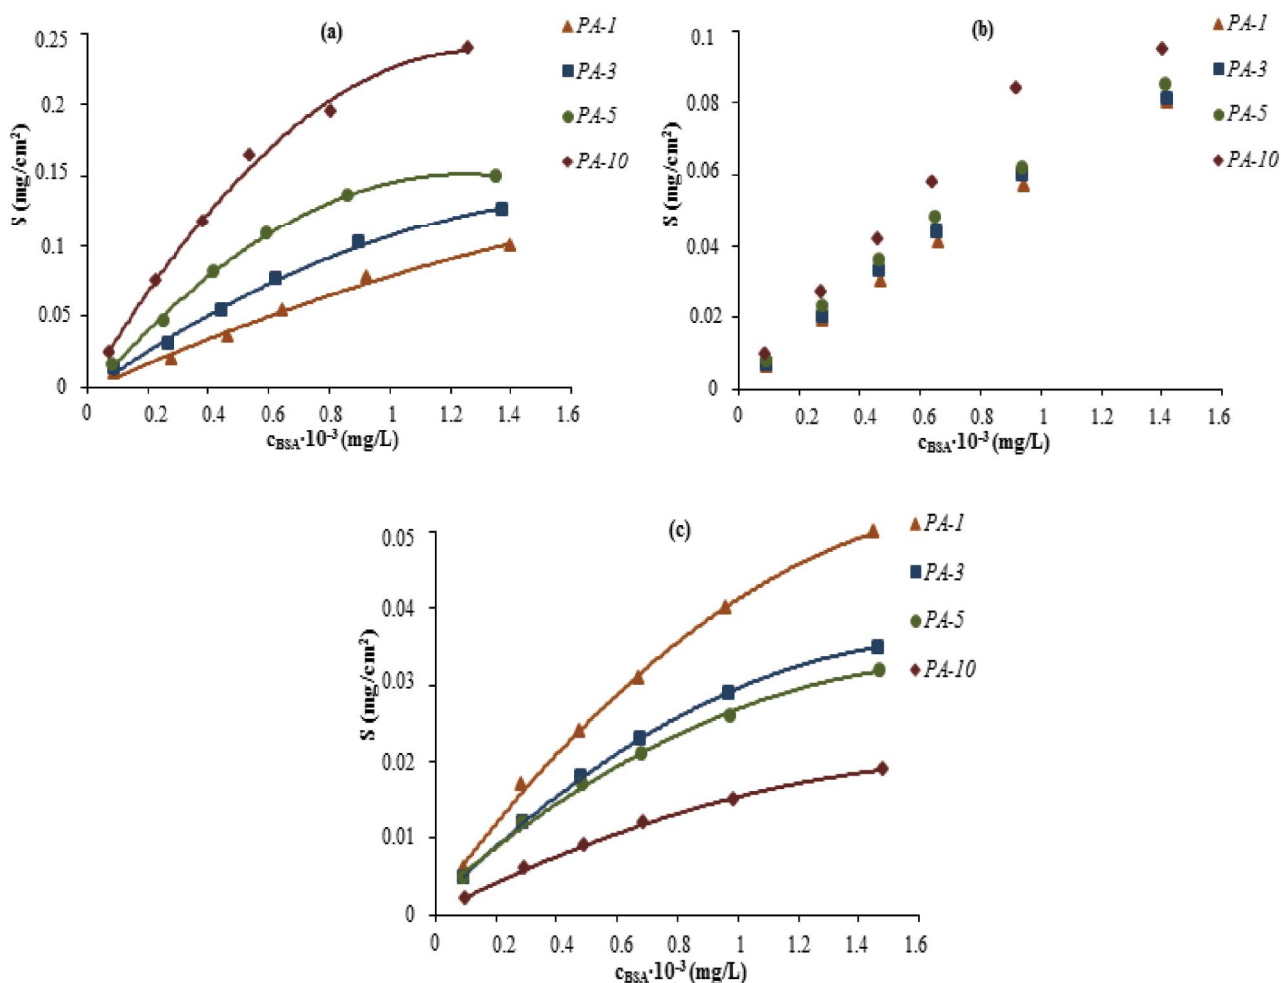 (a)
PA-1
PA-3
PA-5
PA-10
S (mg/cm²)
0.25
0.2
0.15
0.1
0.05
0
0 0.2 0.4 0.6 0.8 1 1.2 1.4 1.6
cBSA·10⁻³ (mg/L)
(b)
PA-1
PA-3
PA-5
PA-10
S (mg/cm²)
0.1
0.08
0.06
0.04
0.02
0
0 0.2 0.4 0.6 0.8 1 1.2 1.4 1.6
cBSA·10⁻³ (mg/L)
(c)
PA-1
PA-3
PA-5
PA-10
S (mg/cm²)
0.05
0.04
0.03
0.02
0.01
0
0 0.2 0.4 0.6 0.8 1 1.2 1.4 1.6
cBSA·10⁻³ (mg/L)